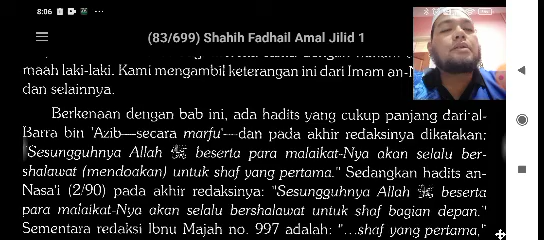 8:06
(83/699) Shahih Fadhail Amal Jilid 1
maah laki-laki. Kami mengambil keterangan ini dari Imam an-
dan selainnya.
Berkenaan dengan bab ini, ada hadits yang cukup panjang dari al-
Barra bin 'Azib—secara marfu'—dan pada akhir redaksinya dikatakan:
"Sesungguhnya Allah ﷻ beserta para malaikat-Nya akan selalu ber-
shalawat (mendoakan) untuk shaf yang pertama." Sedangkan hadits an-
Nasa'i (2/90) pada akhir redaksinya: "Sesungguhnya Allah ﷻ beserta
para malaikat-Nya akan selalu bershalawat untuk shaf bagian depan."
Sementara redaksi Ibnu Majah no. 997 adalah: "...shaf yang pertama,"